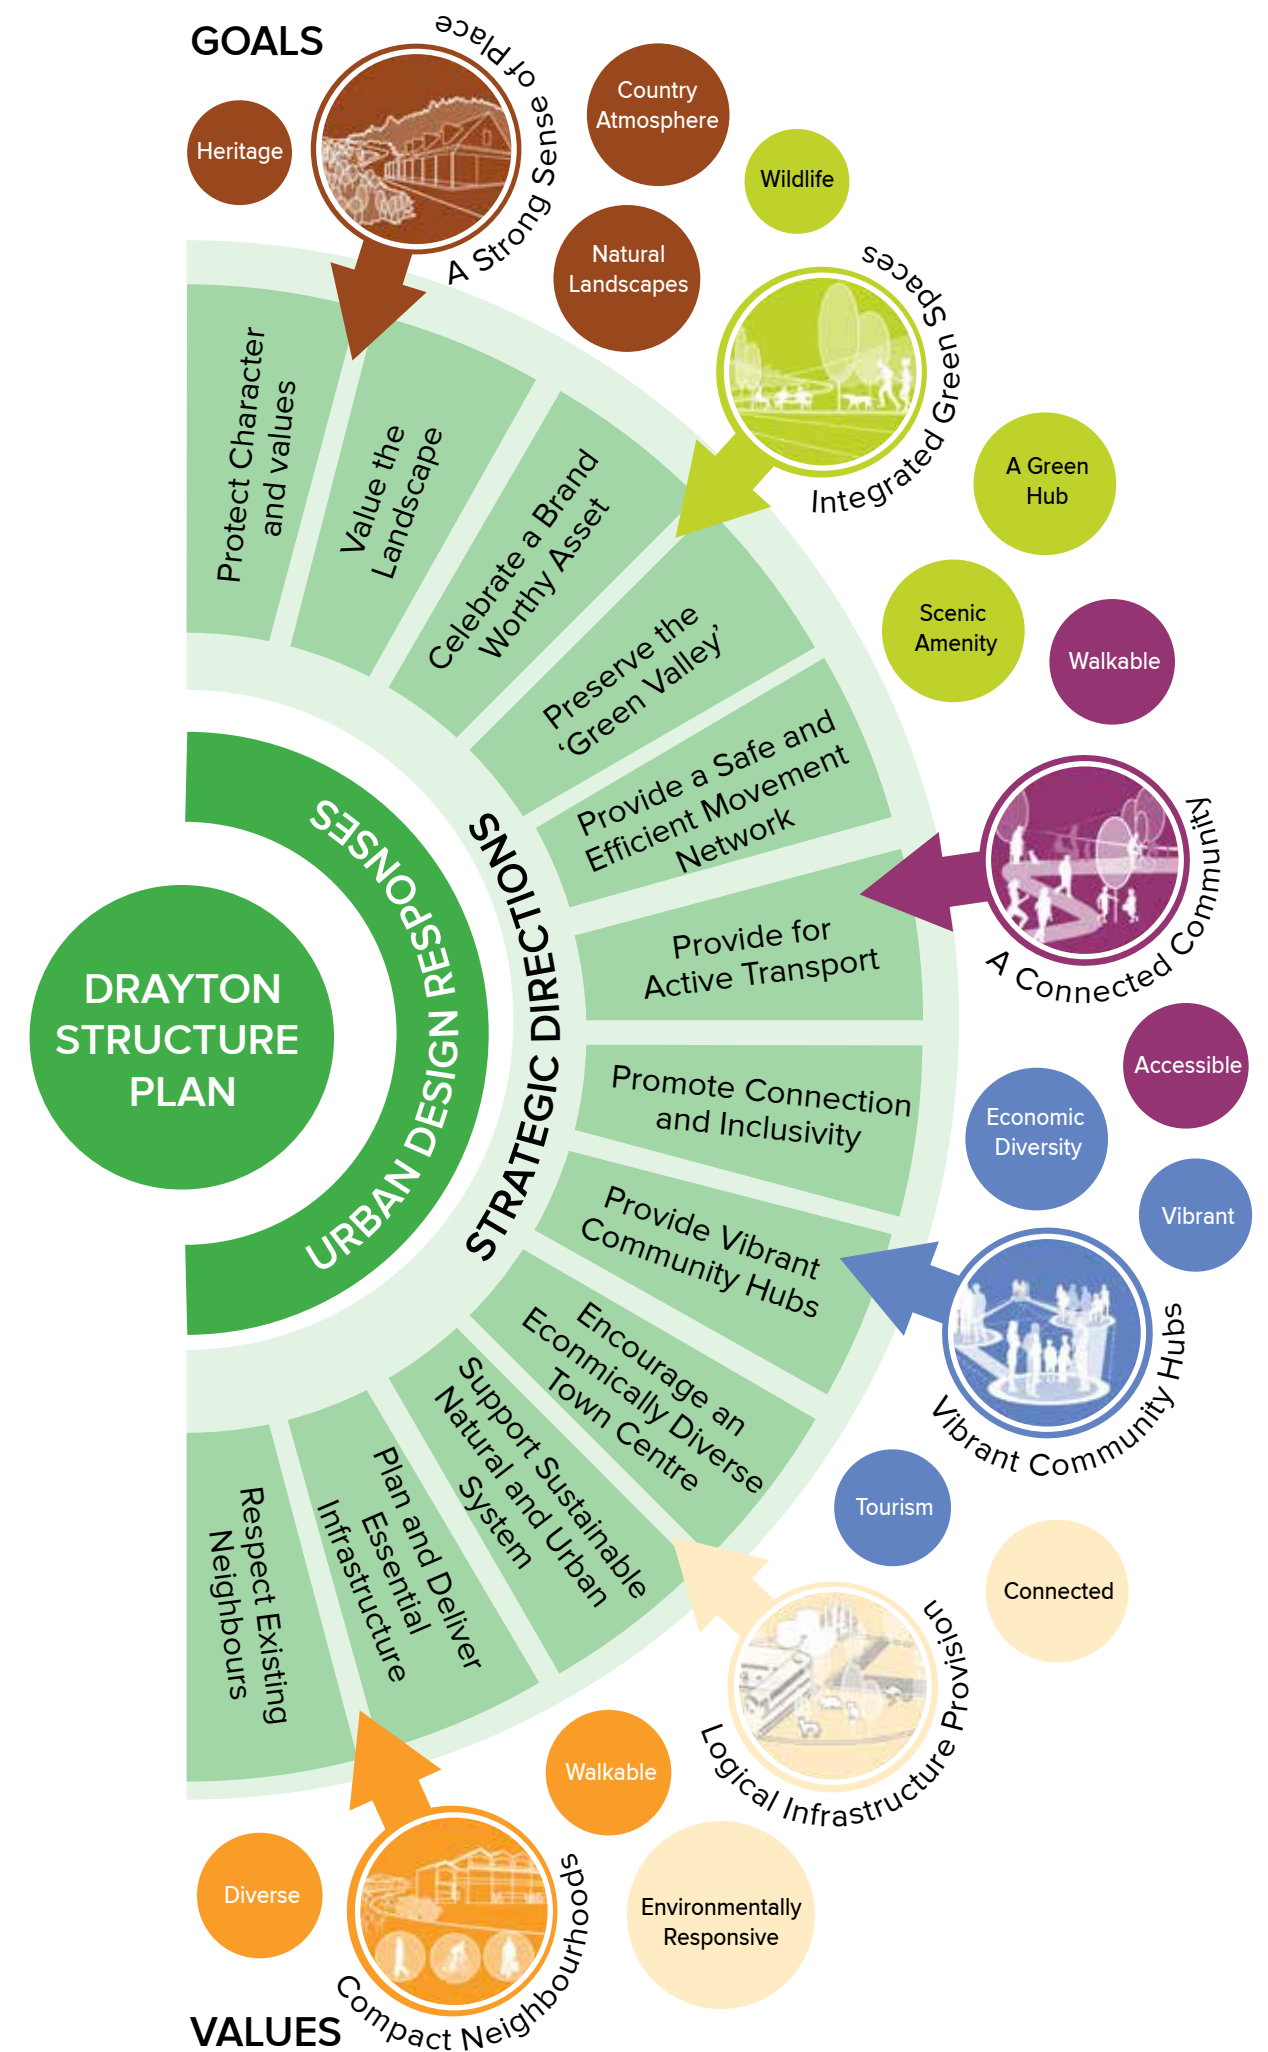 GOALS
Heritage
A Strong Sense of Place
Country
Atmosphere
Natural
Landscapes
Wildlife
Integrated Green Spaces
A Green
Hub
Scenic
Amenity
Walkable
A Connected Community
Accessible
Economic
Diversity
Vibrant
Vibrant Community Hubs
Tourism
Connected
Logical Infrastructure Provision
Environmentally
Responsive
Walkable
Compact Neighbourhoods
Diverse
VALUES
Protect Character
and values
Value the
Landscape
Celebrate a Brand
Worthy Asset
Preserve the
‘Green Valley’
Provide a Safe and
Efficient Movement
Network
Provide for
Active Transport
Promote Connection
and Inclusivity
Provide Vibrant
Community Hubs
Encourage an
Econmically Diverse
Town Centre
Support Sustainable
Natural and Urban
System
Plan and Deliver
Essential
Infrastructure
Respect Existing
Neighbours
STRATEGIC DIRECTIONS
URBAN DESIGN RESPONSES
DRAYTON
STRUCTURE
PLAN